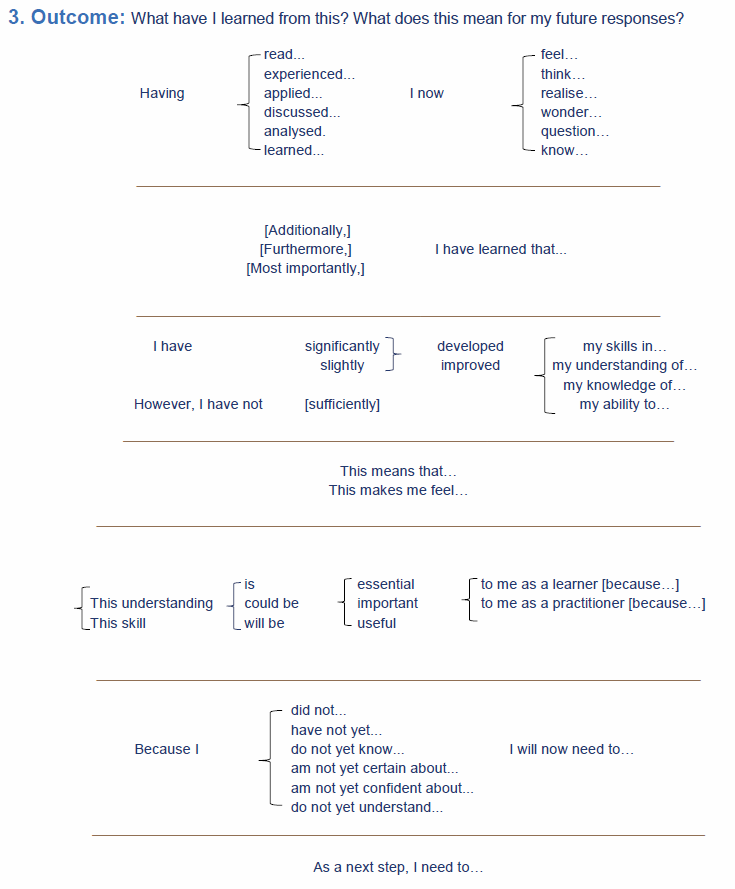 3. Outcome: What have I learned from this? What does this mean for my future responses?
read... feel…
experienced... think…
Having applied... I now realise…
discussed... wonder…
analysed. question…
learned... know…
[Additionally,]
[Furthermore,] I have learned that...
[Most importantly,]
I have significantly developed my skills in…
slightly improved my understanding of…
my knowledge of…
However, I have not [sufficiently] my ability to…
This means that…
This makes me feel…
is essential to me as a learner [because…]
This understanding could be important to me as a practitioner [because…]
This skill will be useful
did not...
have not yet...
Because I do not yet know... I will now need to…
am not yet certain about...
am not yet confident about...
do not yet understand...
As a next step, I need to…